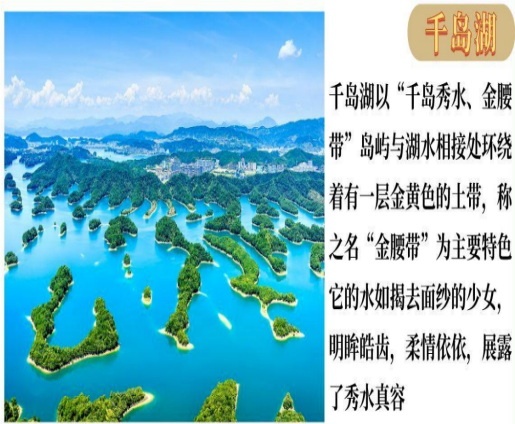 千岛湖
千岛湖以“千岛秀水、金腰
带”岛屿与湖水相接处环绕
着有一层金黄色的土带，称
之名“金腰带”为主要特色
它的水如揭去面纱的少女，
明眸皓齿，柔情依依，展露
了秀水真容